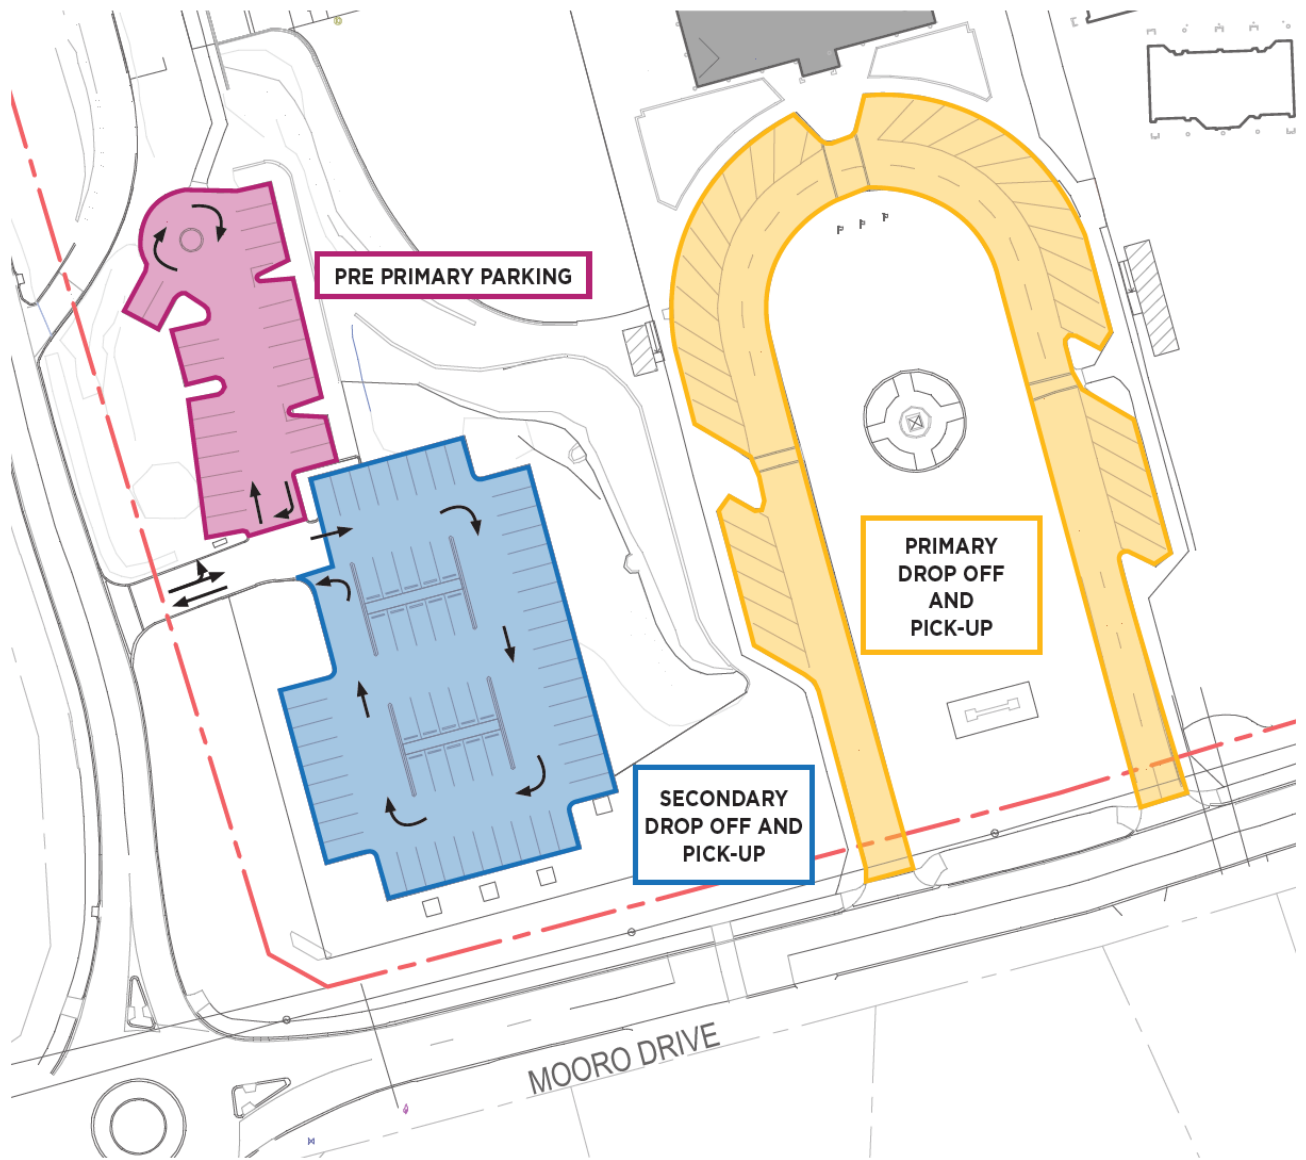 PRE PRIMARY PARKING
PRIMARY
DROP OFF
AND
PICK-UP
SECONDARY
DROP OFF AND
PICK-UP
MOORO DRIVE